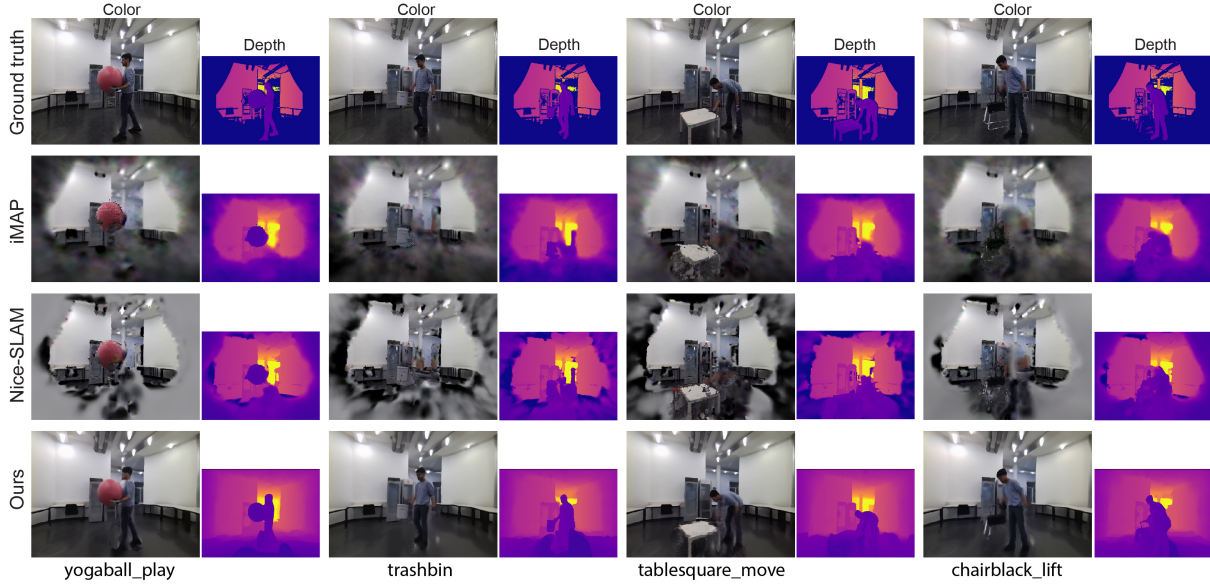 Color
Color
Color
Color
Depth
Depth
Depth
Depth
Ground truth
iMAP
Nice-SLAM
Ours
yogaball_play
trashbin
tablesquare_move
chairblack_lift